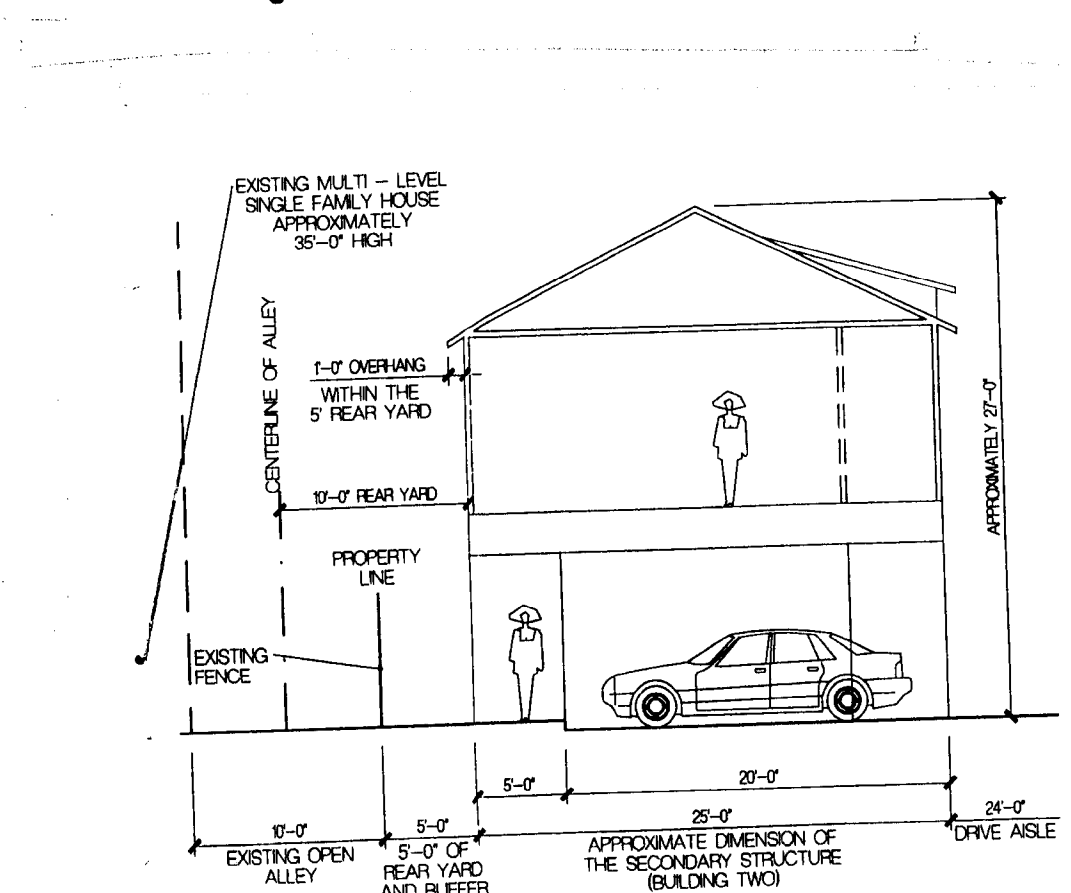 EXISTING MULTI – LEVEL
SINGLE FAMILY HOUSE
APPROXIMATELY
35'–0" HIGH
CENTERLINE OF ALLEY
1'–0" OVERHANG
WITHIN THE
5' REAR YARD
10'–0" REAR YARD
APPROXIMATELY 27'–0"
PROPERTY
LINE
EXISTING
FENCE
5'–0"
20'–0"
10'–0"
EXISTING OPEN
ALLEY
5'–0"
5'–0" OF
REAR YARD
AND BUFFER
25'–0"
APPROXIMATE DIMENSION OF
THE SECONDARY STRUCTURE
(BUILDING TWO)
24'–0"
DRIVE AISLE